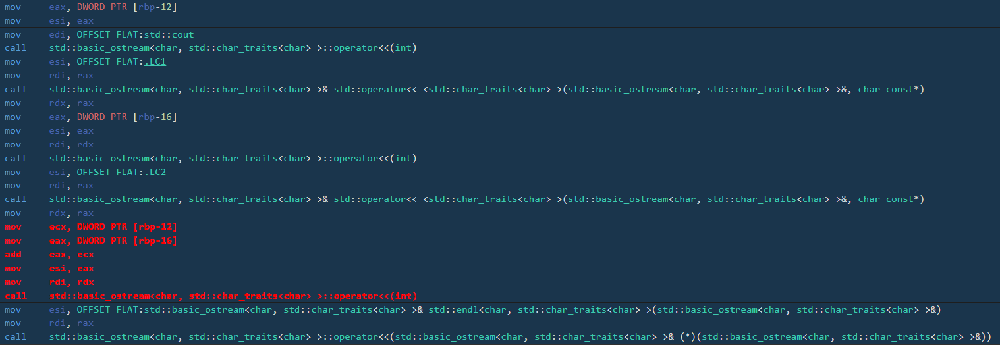 mov eax, DWORD PTR [rbp-12]
mov esi, eax
mov edi, OFFSET FLAT:std::cout
call std::basic_ostream<char, std::char_traits<char> >::operator<<(int)
mov esi, OFFSET FLAT:.LC1
mov rdi, rax
call std::basic_ostream<char, std::char_traits<char> >& std::operator<< <std::char_traits<char> >(std::basic_ostream<char, std::char_traits<char> >&, char const*)
mov rdx, rax
mov eax, DWORD PTR [rbp-16]
mov esi, eax
mov rdi, rdx
call std::basic_ostream<char, std::char_traits<char> >::operator<<(int)
mov esi, OFFSET FLAT:.LC2
mov rdi, rax
call std::basic_ostream<char, std::char_traits<char> >& std::operator<< <std::char_traits<char> >(std::basic_ostream<char, std::char_traits<char> >&, char const*)
mov rdx, rax
mov ecx, DWORD PTR [rbp-12]
mov eax, DWORD PTR [rbp-16]
add eax, ecx
mov esi, eax
mov rdi, rdx
call std::basic_ostream<char, std::char_traits<char> >::operator<<(int)
mov esi, OFFSET FLAT:std::basic_ostream<char, std::char_traits<char> >& std::endl<char, std::char_traits<char> >(std::basic_ostream<char, std::char_traits<char> >&)
mov rdi, rax
call std::basic_ostream<char, std::char_traits<char> >::operator<<(std::basic_ostream<char, std::char_traits<char> >& (*)(std::basic_ostream<char, std::char_traits<char> >&))